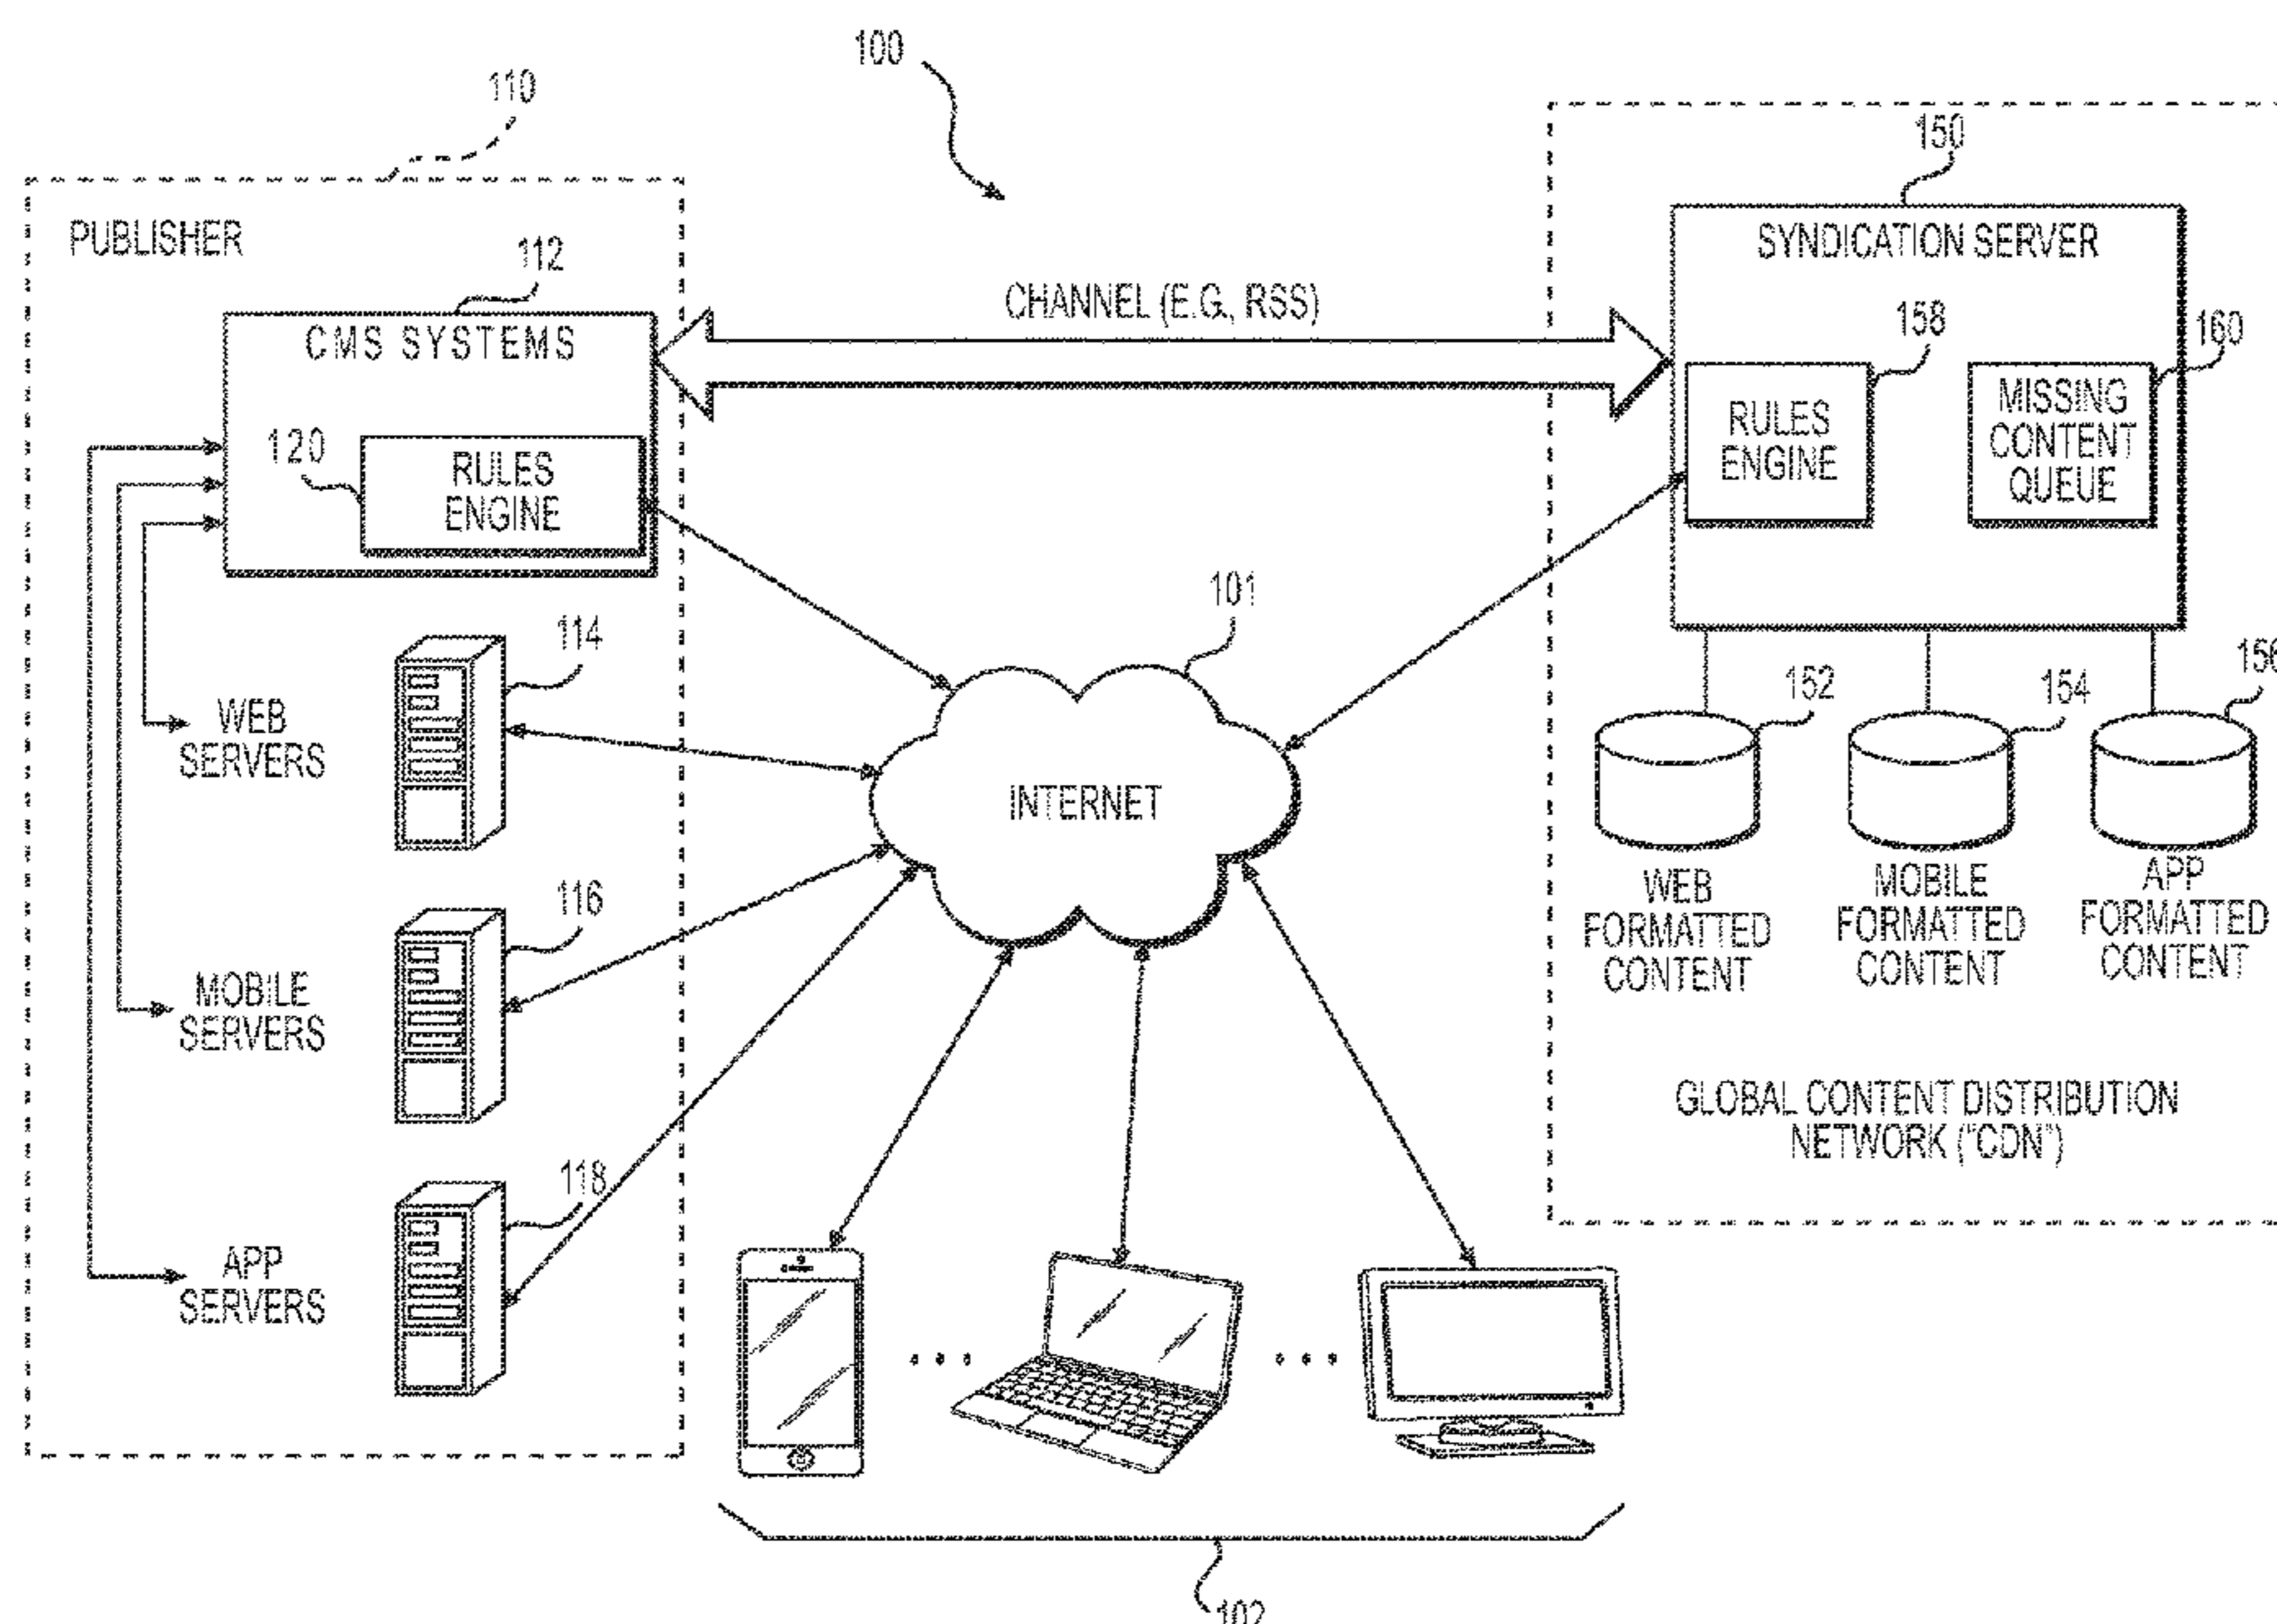 100
110
150
PUBLISHER
112
SYNDICATION SERVER
CMS SYSTEMS
CHANNEL (E.G., RSS)
158
160
120
RULES
ENGINE
RULES
ENGINE
MISSING
CONTENT
QUEUE
101
114
WEB
SERVERS
152
154
156
INTERNET
WEB
FORMATTED
CONTENT
MOBILE
FORMATTED
CONTENT
APP
FORMATTED
CONTENT
116
MOBILE
SERVERS
GLOBAL CONTENT DISTRIBUTION
NETWORK ("CDN")
118
APP
SERVERS
102